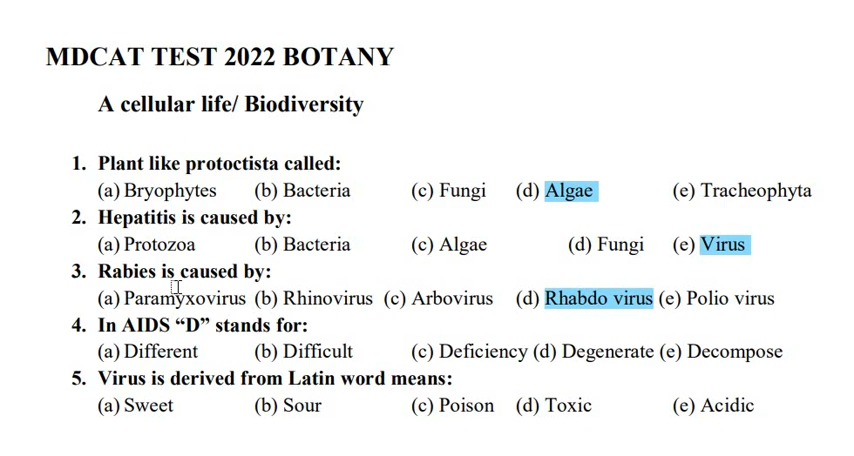 MDCAT TEST 2022 BOTANY
A cellular life/ Biodiversity
1. Plant like protoctista called:
(a) Bryophytes (b) Bacteria (c) Fungi (d) Algae (e) Tracheophyta
2. Hepatitis is caused by:
(a) Protozoa (b) Bacteria (c) Algae (d) Fungi (e) Virus
3. Rabies is caused by:
(a) Paramyxovirus (b) Rhinovirus (c) Arbovirus (d) Rhabdo virus (e) Polio virus
4. In AIDS “D” stands for:
(a) Different (b) Difficult (c) Deficiency (d) Degenerate (e) Decompose
5. Virus is derived from Latin word means:
(a) Sweet (b) Sour (c) Poison (d) Toxic (e) Acidic